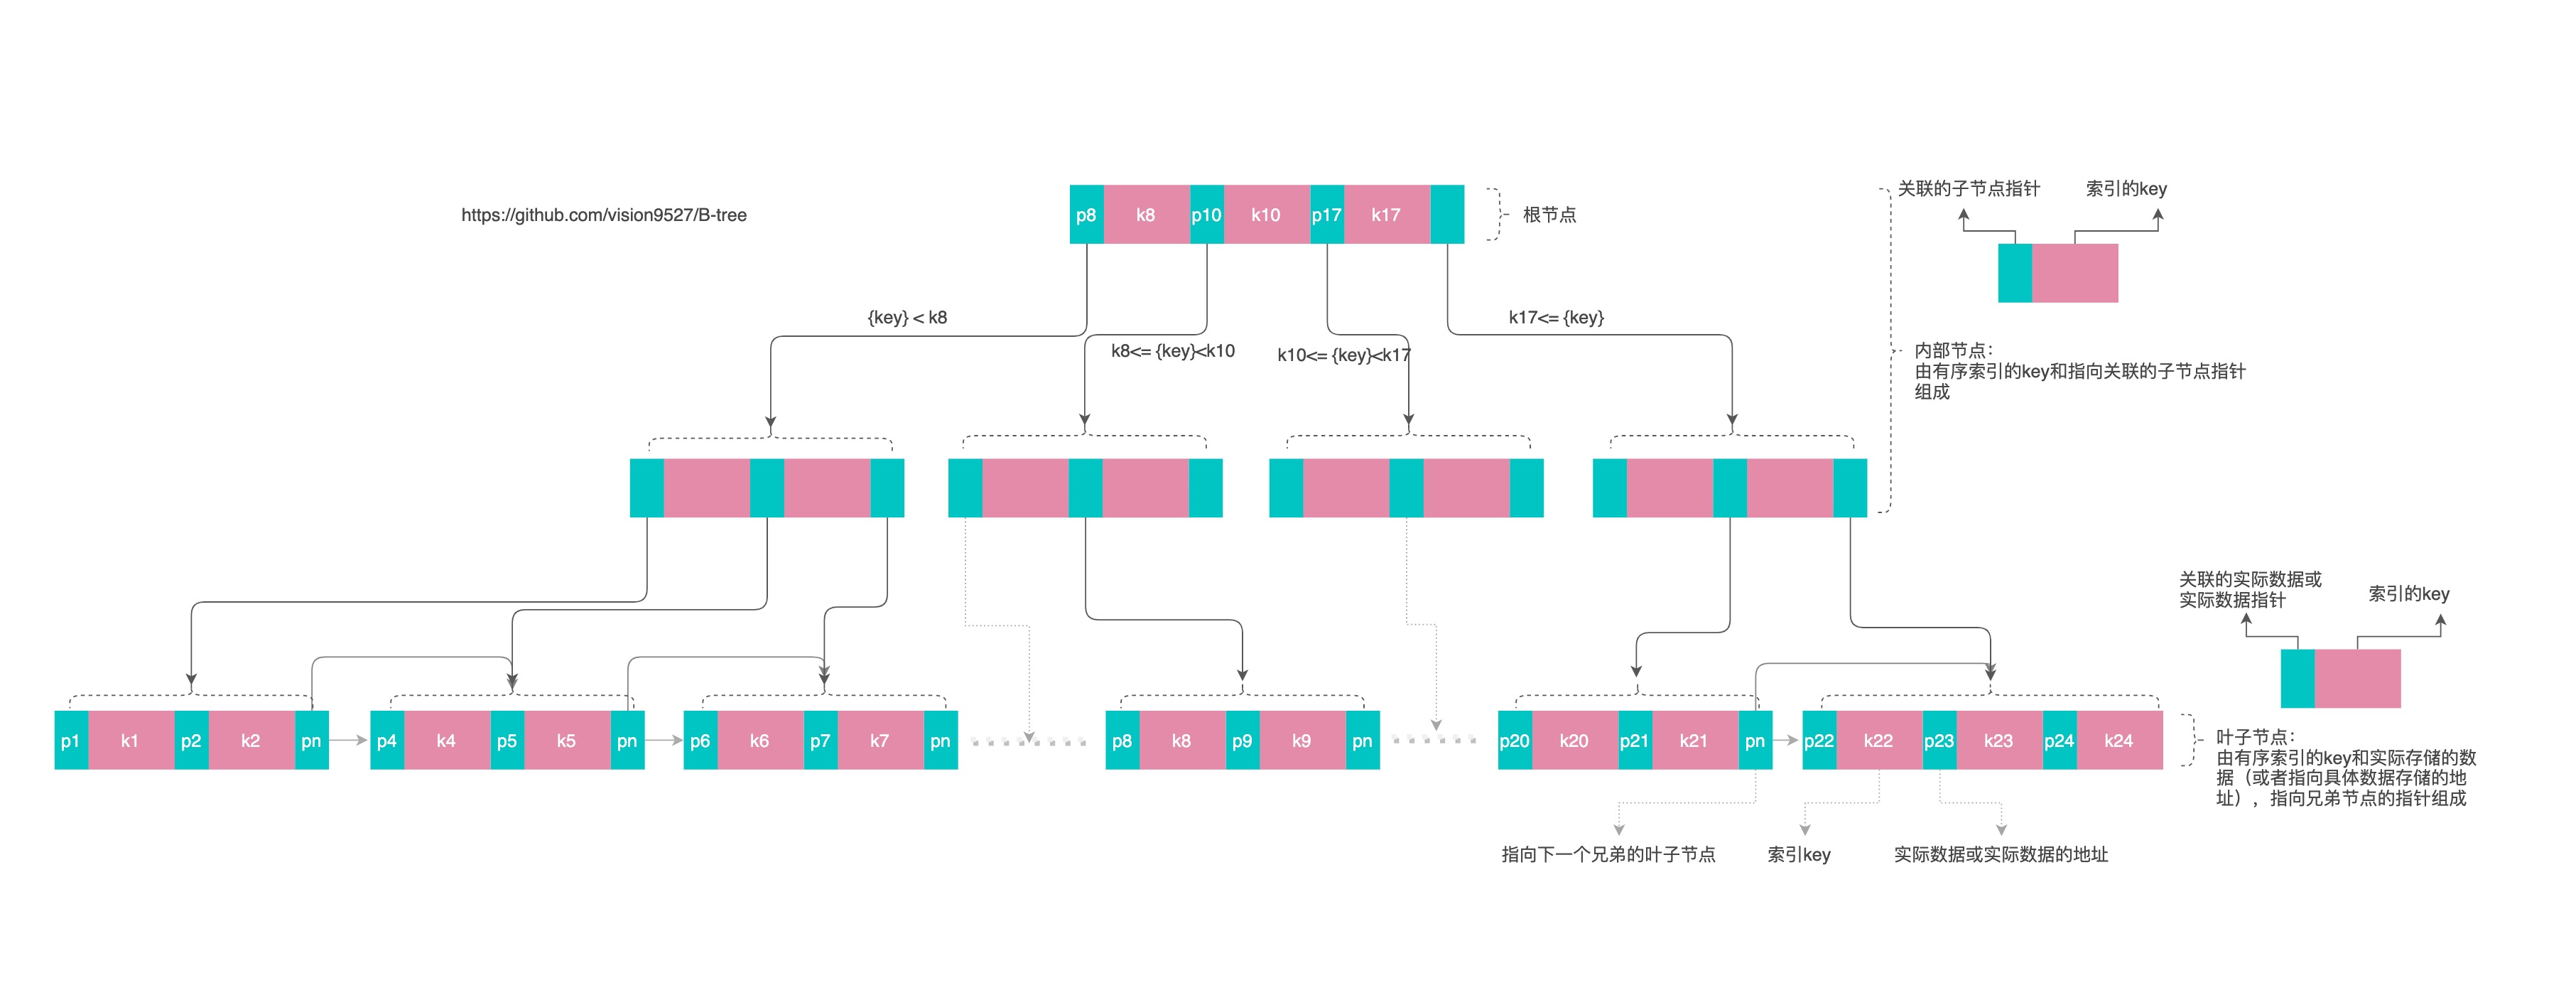 关联的子节点指针
索引的key
https://github.com/vision9527/B-tree
p8 k8 p10 k10 p17 k17
根节点
{key} < k8
k17<= {key}
k8<= {key}<k10
k10<= {key}<k17
内部节点：
由有序索引的key和指向关联的子节点指针
组成
关联的实际数据或
实际数据指针
索引的key
p1 k1 p2 k2 pn
p4 k4 p5 k5 pn
p6 k6 p7 k7 pn
p8 k8 p9 k9 pn
p20 k20 p21 k21 pn
p22 k22 p23 k23 p24 k24
叶子节点：
由有序索引的key和实际存储的数
据（或者指向具体数据存储的地
址），指向兄弟节点的指针组成
指向下一个兄弟的叶子节点
索引key
实际数据或实际数据的地址